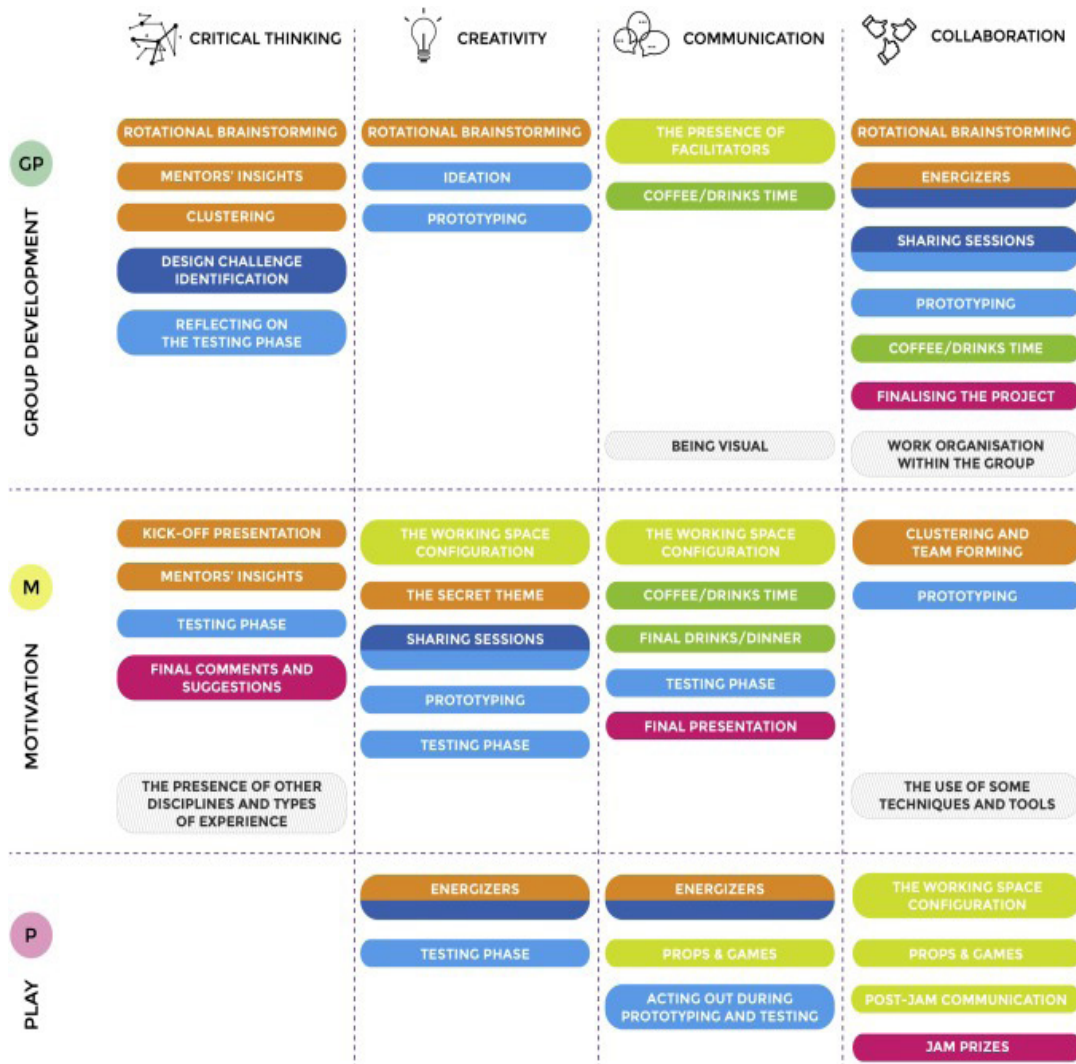 CRITICAL THINKING
CREATIVITY
COMMUNICATION
COLLABORATION
GP
GROUP DEVELOPMENT
ROTATIONAL BRAINSTORMING
MENTORS' INSIGHTS
CLUSTERING
DESIGN CHALLENGE
IDENTIFICATION
REFLECTING ON
THE TESTING PHASE
ROTATIONAL BRAINSTORMING
IDEATION
PROTOTYPING
THE PRESENCE OF
FACILITATORS
COFFEE/DRINKS TIME
BEING VISUAL
ROTATIONAL BRAINSTORMING
ENERGIZERS
SHARING SESSIONS
PROTOTYPING
COFFEE/DRINKS TIME
FINALISING THE PROJECT
WORK ORGANISATION
WITHIN THE GROUP
M
MOTIVATION
KICK-OFF PRESENTATION
MENTORS' INSIGHTS
TESTING PHASE
FINAL COMMENTS AND
SUGGESTIONS
THE PRESENCE OF OTHER
DISCIPLINES AND TYPES
OF EXPERIENCE
THE WORKING SPACE
CONFIGURATION
THE SECRET THEME
SHARING SESSIONS
PROTOTYPING
TESTING PHASE
THE WORKING SPACE
CONFIGURATION
COFFEE/DRINKS TIME
FINAL DRINKS/DINNER
TESTING PHASE
FINAL PRESENTATION
CLUSTERING AND
TEAM FORMING
PROTOTYPING
THE USE OF SOME
TECHNIQUES AND TOOLS
P
PLAY
ENERGIZERS
TESTING PHASE
ENERGIZERS
PROPS & GAMES
ACTING OUT DURING
PROTOTYPING AND TESTING
THE WORKING SPACE
CONFIGURATION
PROPS & GAMES
POST-JAM COMMUNICATION
JAM PRIZES